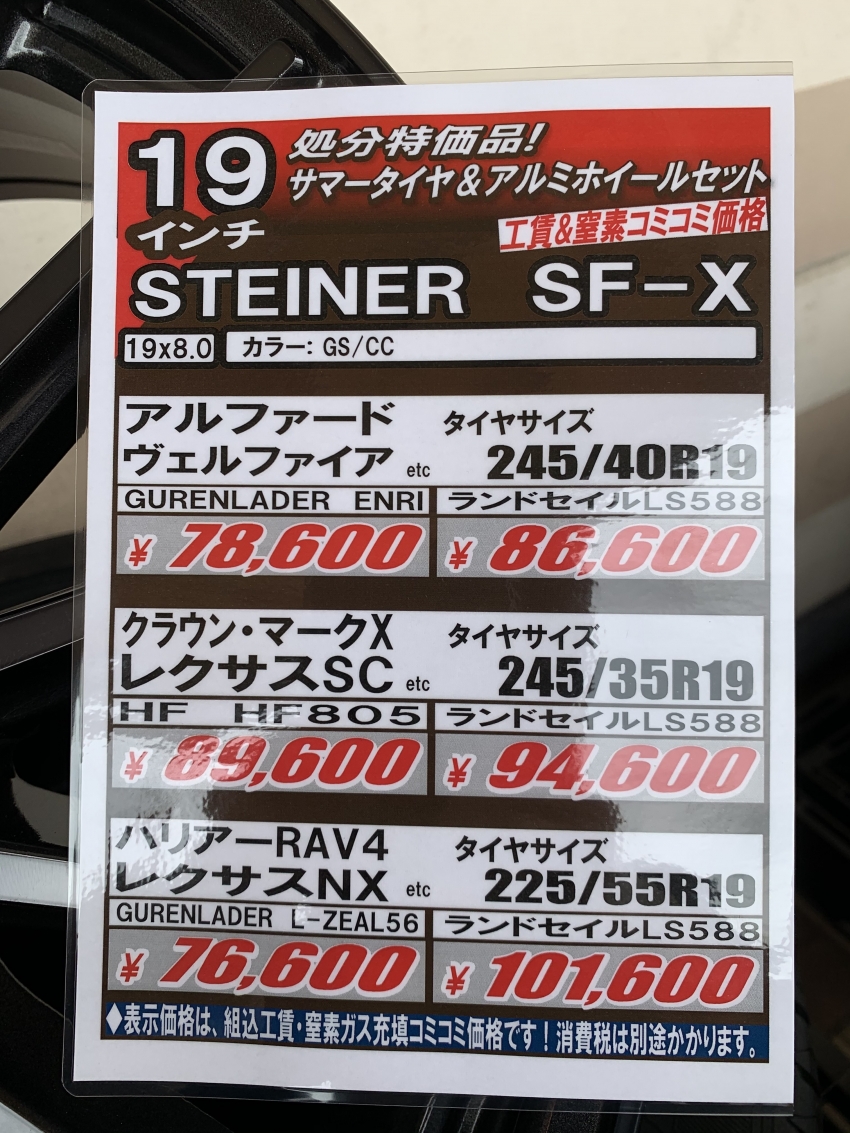 19
インチ
処分特価品!
サマータイヤ&アルミホイールセット
工賃&窒素コミコミ価格
STEINER SF-X
19x8.0 カラー: GS/CC
アルファード
ヴェルファイア etc
タイヤサイズ
245/40R19
GURENLADER ENRI ランドセイルLS588
¥78,600 ¥86,600
クラウン・マークX
レクサスSC etc
タイヤサイズ
245/35R19
HF HF805 ランドセイルLS588
¥89,600 ¥94,600
ハリアーRAV4
レクサスNX etc
タイヤサイズ
225/55R19
GURENLADER L-ZEAL56 ランドセイルLS588
¥76,600 ¥101,600
◆表示価格は、組込工賃・窒素ガス充填コミコミ価格です!消費税は別途かかります。